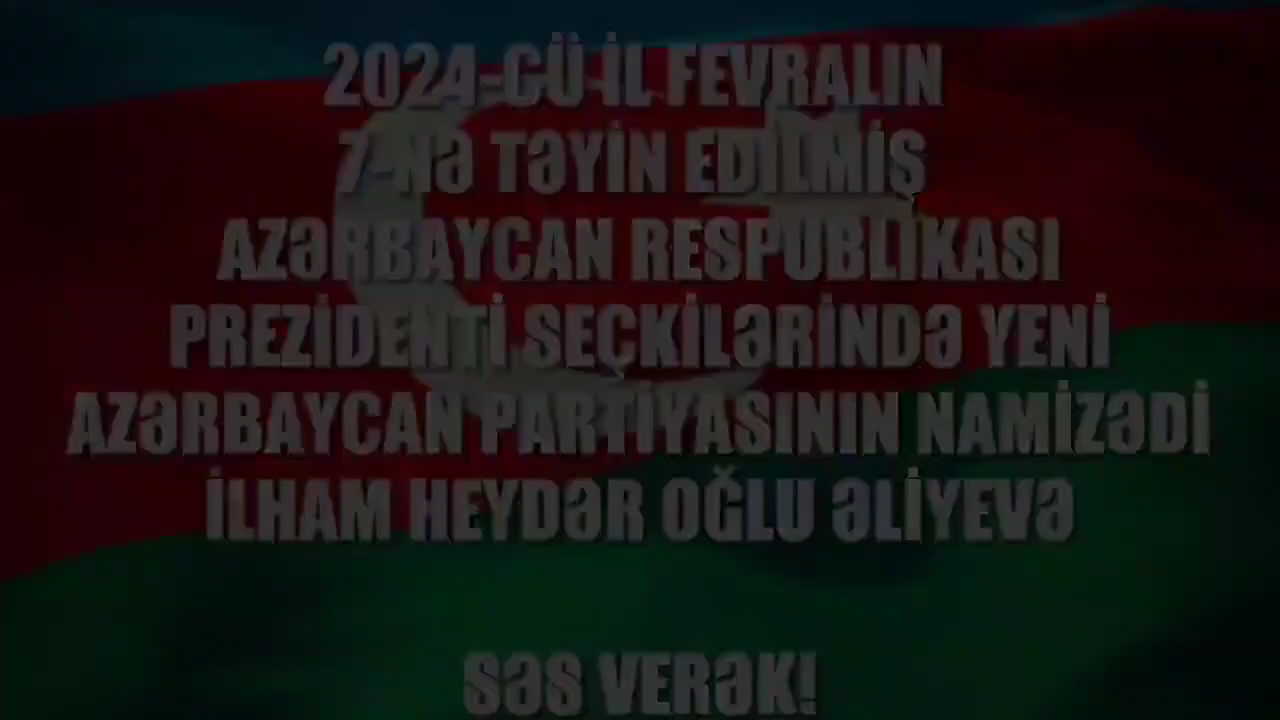 2024-CÜ İL FEVRALIN
7-NƏ TƏYİN EDİLMİŞ
AZƏRBAYCAN RESPUBLİKASI
PREZİDENTİ SEÇKİLƏRİNDƏ YENİ
AZƏRBAYCAN PARTİYASININ NAMİZƏDİ
İLHAM HEYDƏR OĞLU ƏLİYEVƏ
SƏS VERƏK!